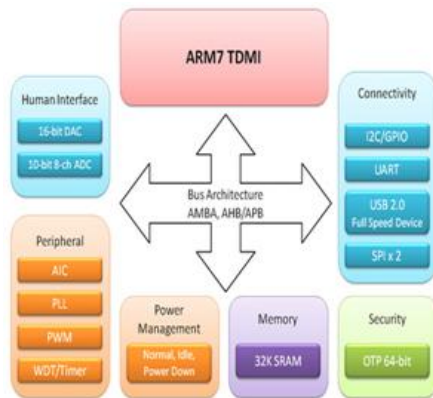 ARM7 TDMI
Human Interface
16-bit DAC
10-bit 8-ch ADC
Connectivity
I2C/GPIO
UART
USB 2.0
Full Speed Device
SPI x 2
Bus Architecture
AMBA, AHB/APB
Peripheral
AIC
PLL
PWM
WDT/Timer
Power
Management
Normal, Idle,
Power Down
Memory
32K SRAM
Security
OTP 64-bit